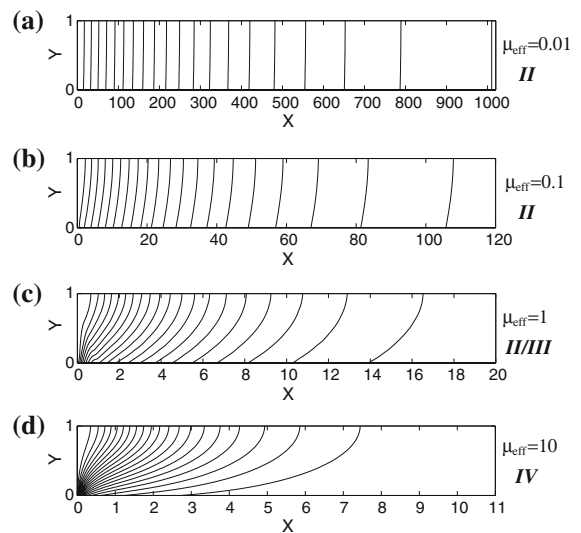 (a)
1
Y
0
0 100 200 300 400 500 600 700 800 900 1000
X
μeff=0.01
II
(b)
1
Y
0
20 40 60 80 100 120
X
μeff=0.1
II
(c)
1
Y
0
0 2 4 6 8 10 12 14 16 18 20
X
μeff=1
II/III
(d)
1
Y
0
0 1 2 3 4 5 6 7 8 9 10 11
X
μeff=10
IV